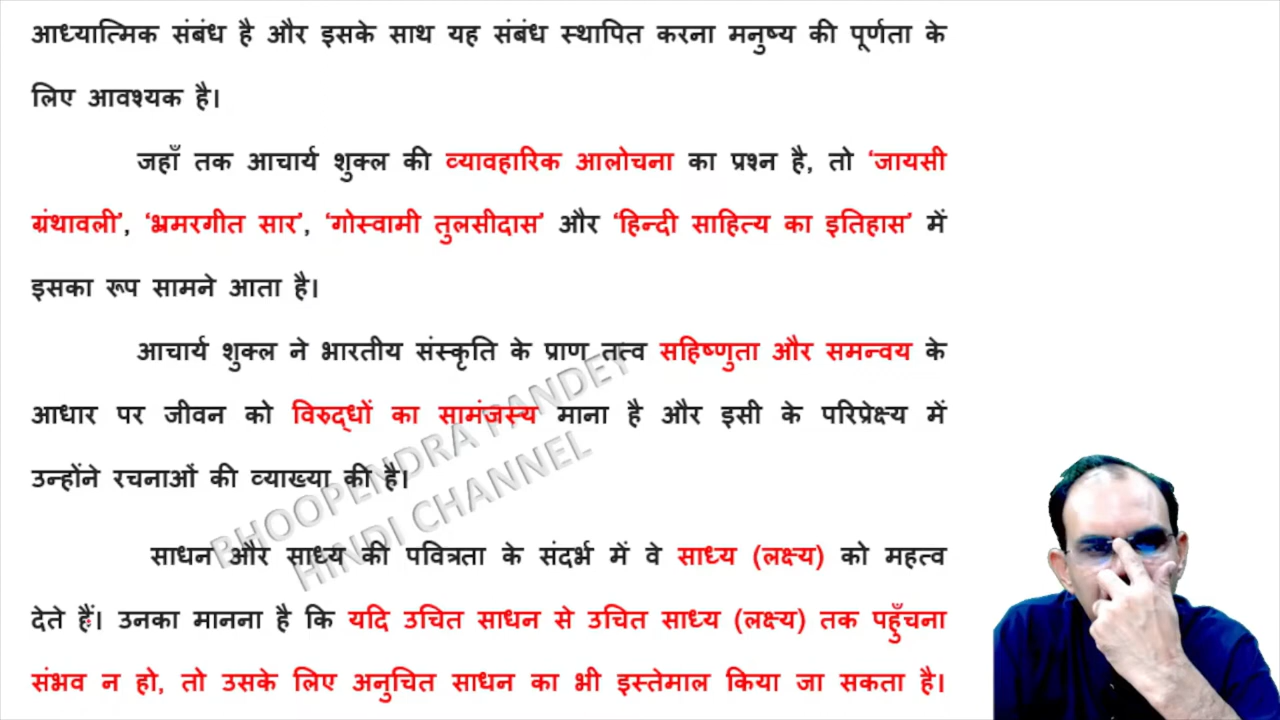 आध्यात्मिक संबंध है और इसके साथ यह संबंध स्थापित करना मनुष्य की पूर्णता के
लिए आवश्यक है।
जहाँ तक आचार्य शुक्ल की व्यावहारिक आलोचना का प्रश्न है, तो ‘जायसी
ग्रंथावली’, ‘भ्रमरगीत सार’, ‘गोस्वामी तुलसीदास’ और ‘हिन्दी साहित्य का इतिहास’ में
इसका रूप सामने आता है।
आचार्य शुक्ल ने भारतीय संस्कृति के प्राण तत्व सहिष्णुता और समन्वय के
आधार पर जीवन को विरुद्धों का सामंजस्य माना है और इसी के परिप्रेक्ष्य में
उन्होंने रचनाओं की व्याख्या की है।
साधन और साध्य की पवित्रता के संदर्भ में वे साध्य (लक्ष्य) को महत्व
देते हैं। उनका मानना है कि यदि उचित साधन से उचित साध्य (लक्ष्य) तक पहुँचना
संभव न हो, तो उसके लिए अनुचित साधन का भी इस्तेमाल किया जा सकता है।
BHOOPENDRA PANDEY
HINDI CHANNEL